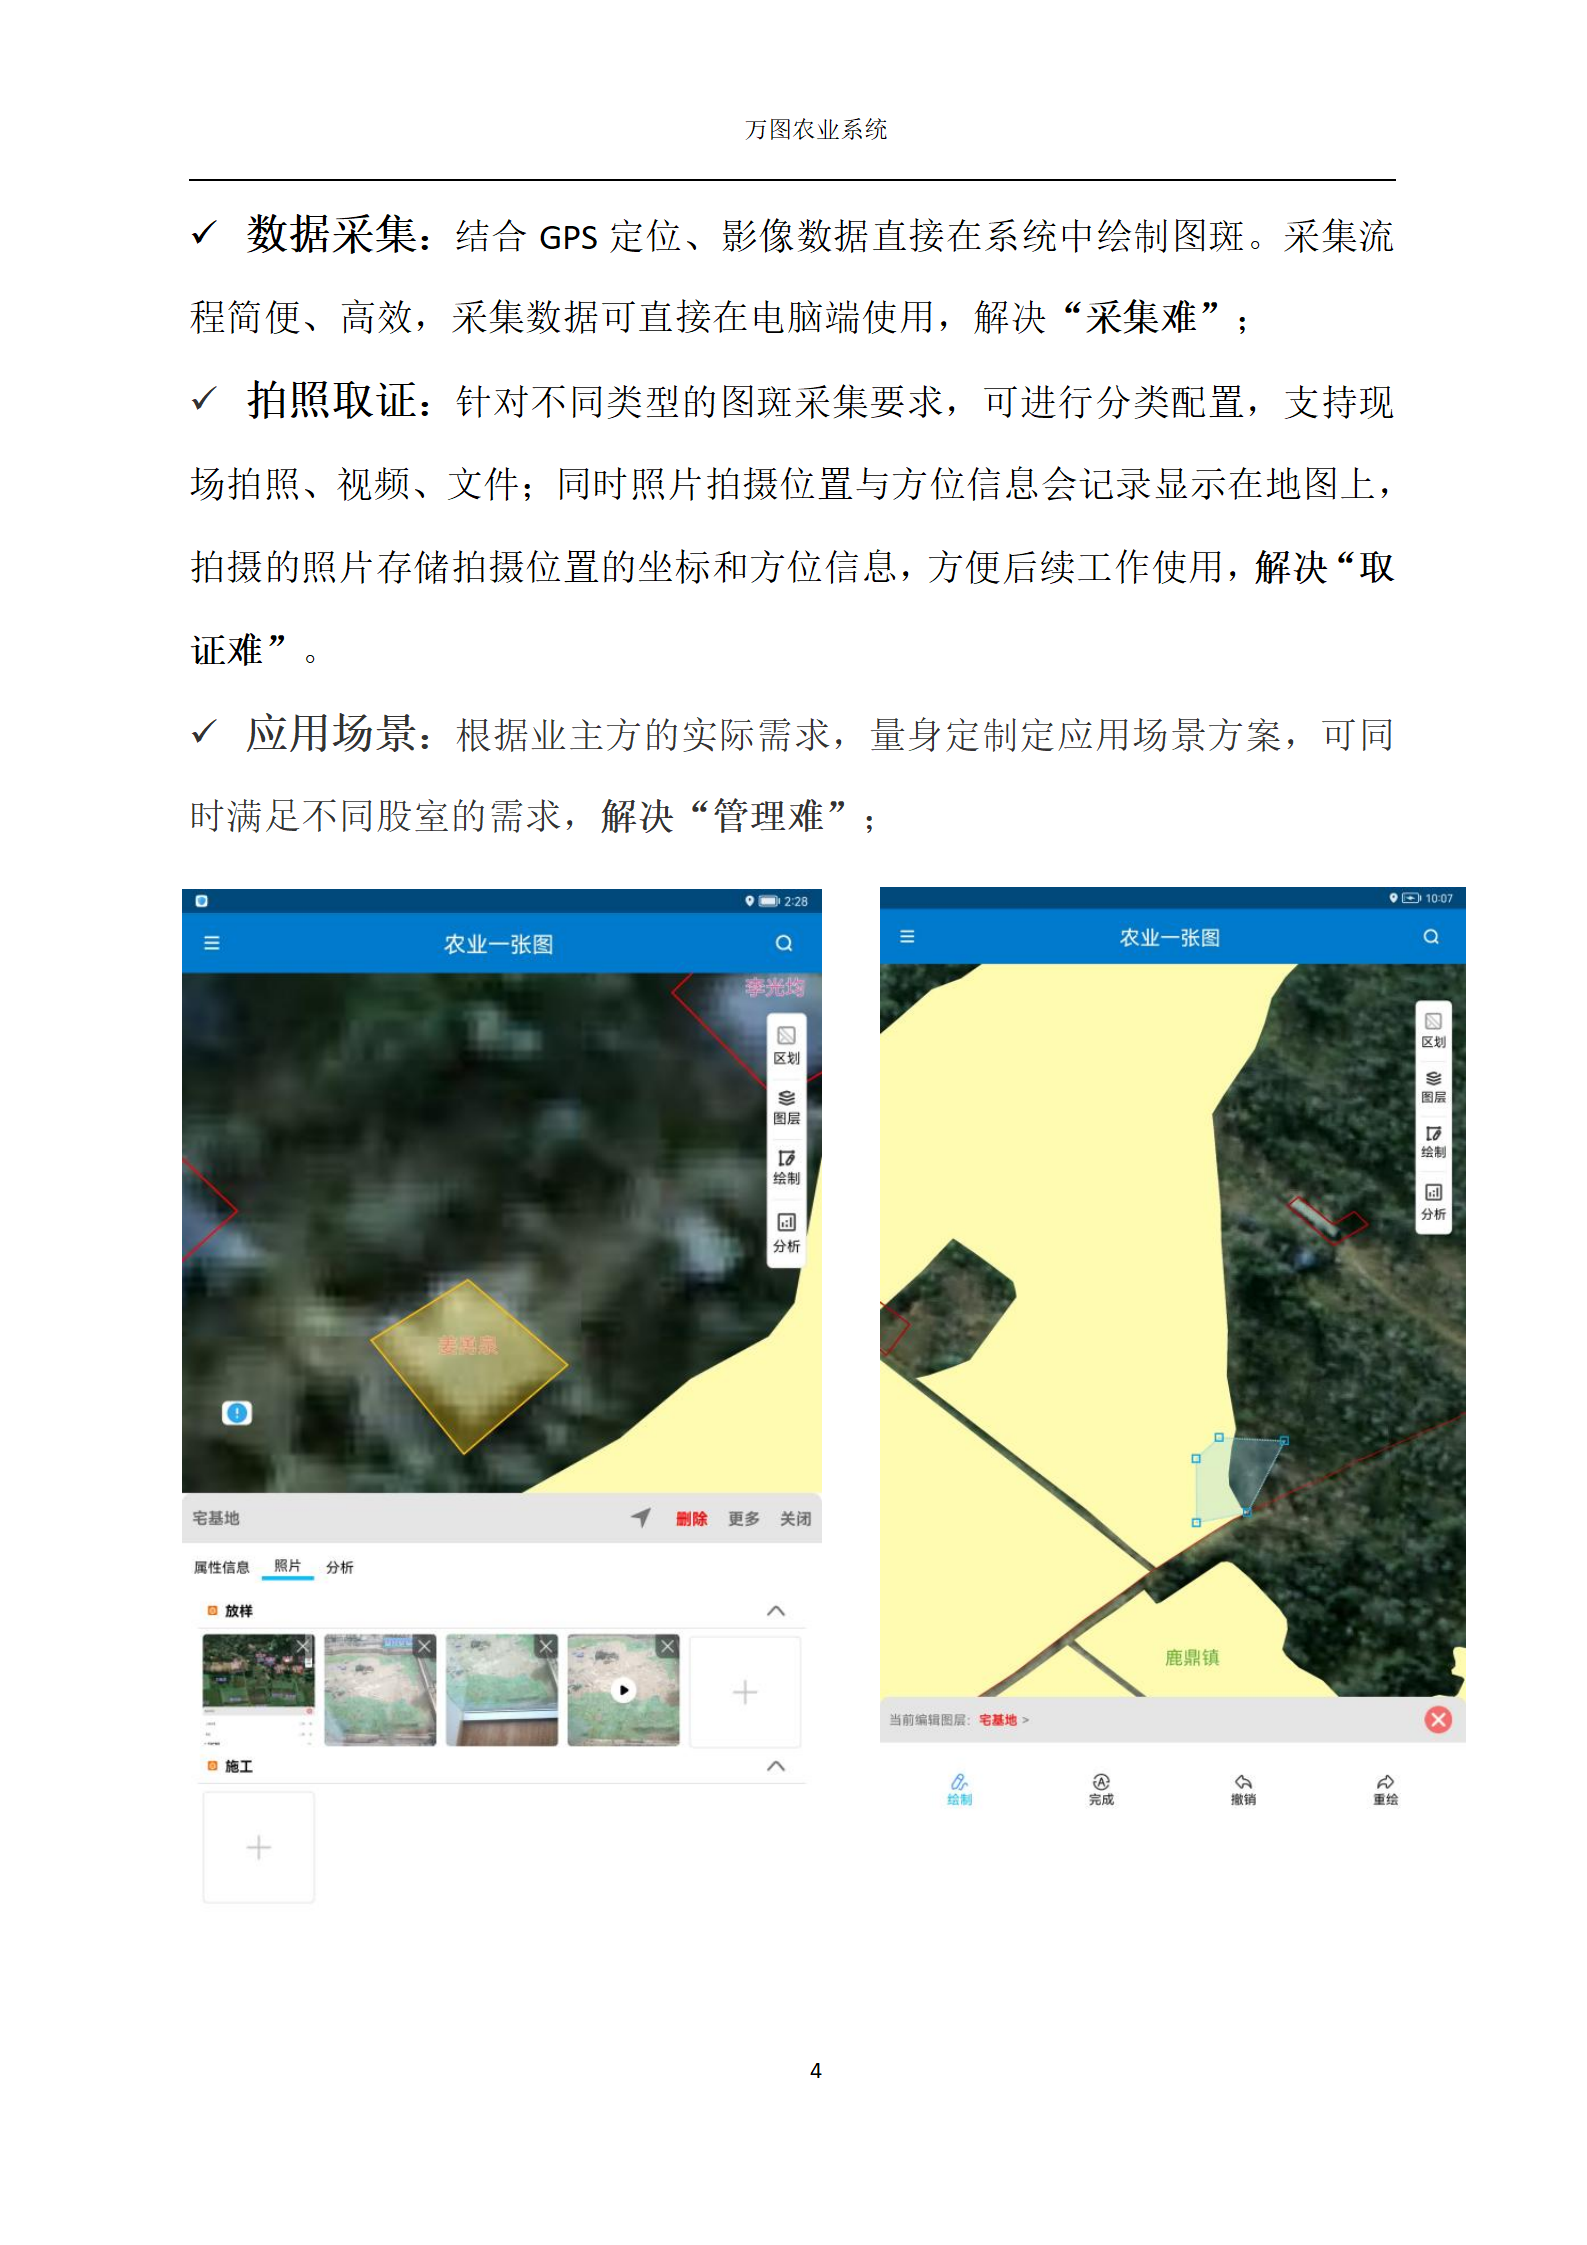 万图农业系统
✓ 数据采集：结合 GPS 定位、影像数据直接在系统中绘制图斑。采集流
程简便、高效，采集数据可直接在电脑端使用，解决“采集难”；
✓ 拍照取证：针对不同类型的图斑采集要求，可进行分类配置，支持现
场拍照、视频、文件；同时照片拍摄位置与方位信息会记录显示在地图上，
拍摄的照片存储拍摄位置的坐标和方位信息，方便后续工作使用，解决“取
证难”。
✓ 应用场景：根据业主方的实际需求，量身定制定应用场景方案，可同
时满足不同股室的需求，解决“管理难”；
2:28
农业一张图
李光均
区划
图层
绘制
分析
宅基地 删除 更多 关闭
属性信息 照片 分析
放样
施工
10:07
农业一张图
区划
图层
绘制
分析
鹿鼎镇
当前编辑图层：宅基地 >
绘制 完成 撤销 重绘
4